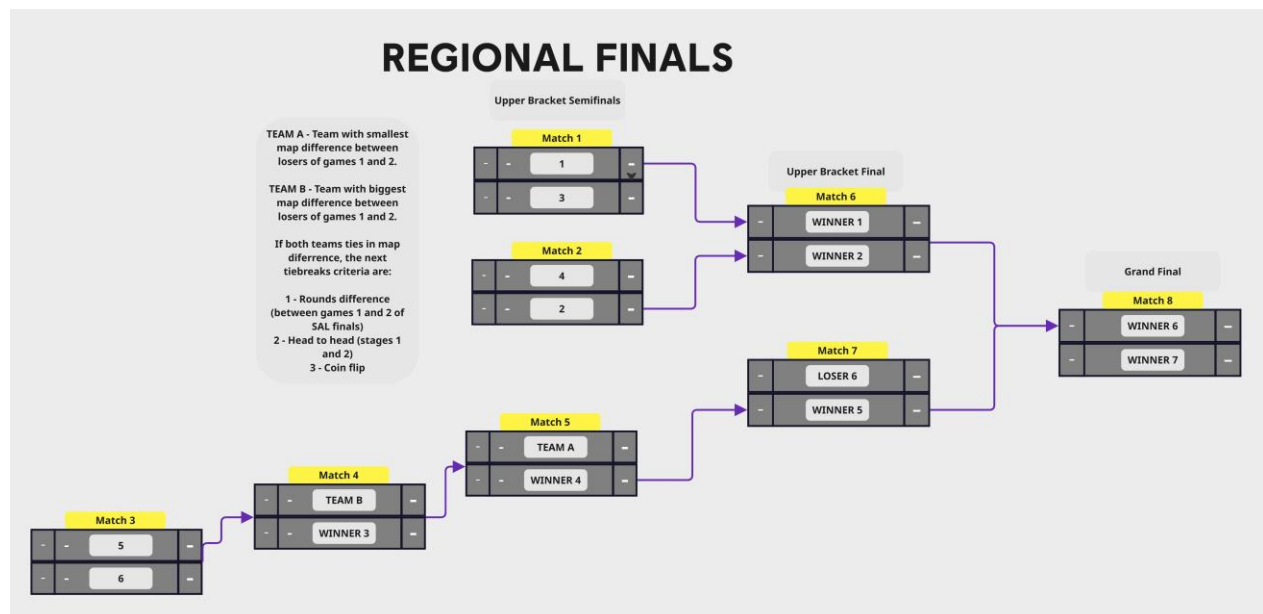 REGIONAL FINALS
Upper Bracket Semifinals
TEAM A - Team with smallest
map difference between
losers of games 1 and 2.
TEAM B - Team with biggest
map difference between
losers of games 1 and 2.
If both teams ties in map
diferrence, the next
tiebreaks criteria are:
1 - Rounds difference
(between games 1 and 2 of
SAL finals)
2 - Head to head (stages 1
and 2)
3 - Coin flip
Match 1
- - 1 -
- - 3 -
Match 2
- - 4 -
- - 2 -
Upper Bracket Final
Match 6
- WINNER 1 -
- WINNER 2 -
Grand Final
Match 8
- WINNER 6 -
- WINNER 7 -
Match 7
- LOSER 6 -
- WINNER 5 -
Match 5
- - TEAM A -
- - WINNER 4 -
Match 4
- - TEAM B -
- - WINNER 3 -
Match 3
- - 5 -
- - 6 -